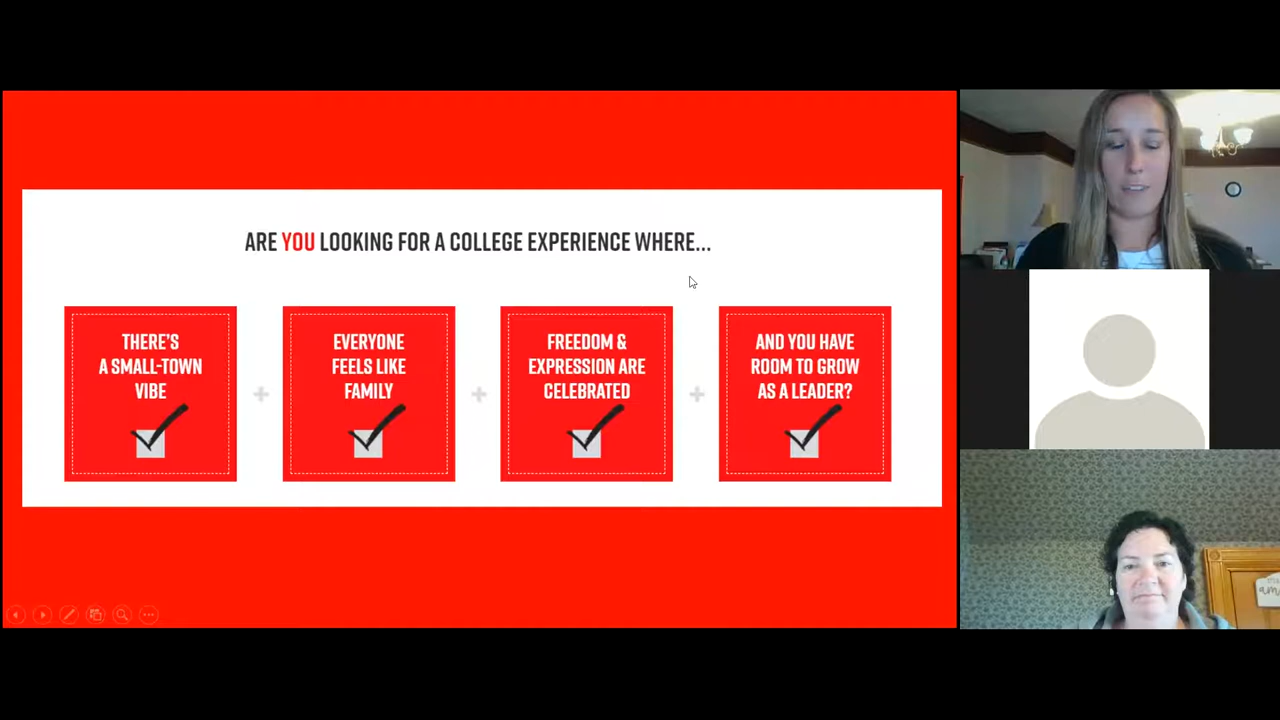 ARE YOU LOOKING FOR A COLLEGE EXPERIENCE WHERE...
THERE'S
A SMALL-TOWN
VIBE
EVERYONE
FEELS LIKE
FAMILY
FREEDOM &
EXPRESSION ARE
CELEBRATED
AND YOU HAVE
ROOM TO GROW
AS A LEADER?